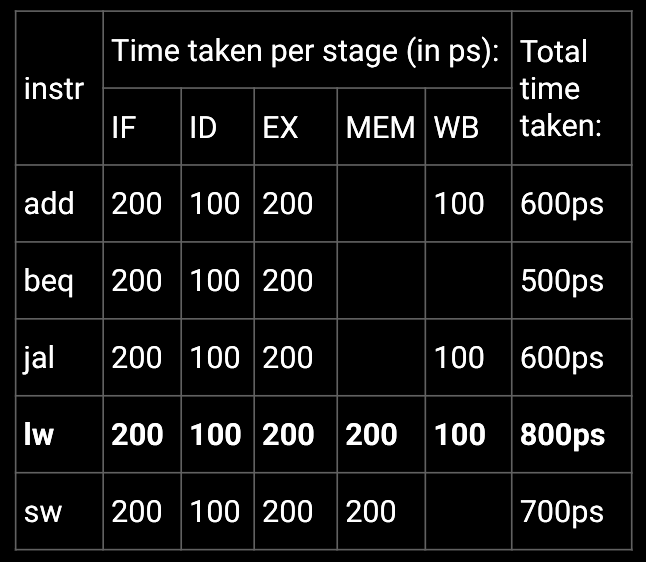 instr Time taken per stage (in ps): Total time taken:
IF ID EX MEM WB
add 200 100 200 100 600ps
beq 200 100 200 500ps
jal 200 100 200 100 600ps
lw 200 100 200 200 100 800ps
sw 200 100 200 200 700ps